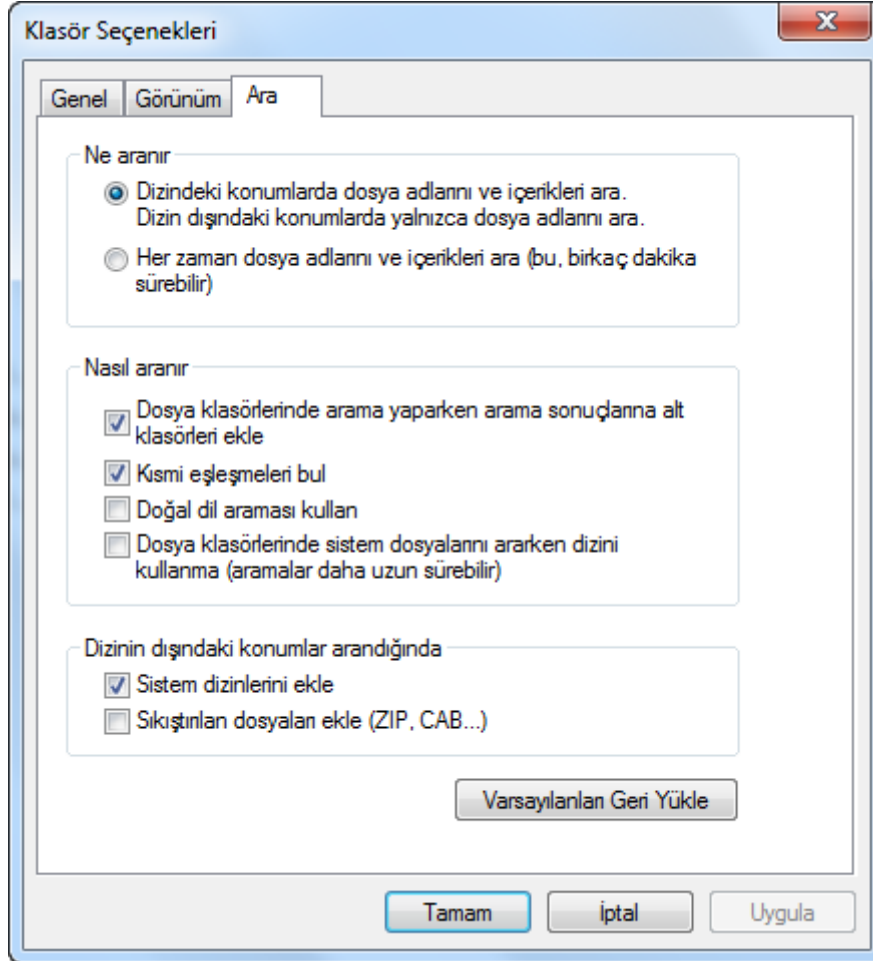 Klasör Seçenekleri
Genel
Görünüm
Ara
Ne aranır
Dizindeki konumlarda dosya adlarını ve içerikleri ara.
Dizin dışındaki konumlarda yalnızca dosya adlarını ara.
Her zaman dosya adlarını ve içerikleri ara (bu, birkaç dakika
sürebilir)
Nasıl aranır
Dosya klasörlerinde arama yaparken arama sonuçlarına alt
klasörleri ekle
Kısmi eşleşmeleri bul
Doğal dil araması kullan
Dosya klasörlerinde sistem dosyalarını ararken dizini
kullanma (aramalar daha uzun sürebilir)
Dizinin dışındaki konumlar arandığında
Sistem dizinlerini ekle
Sıkıştırılan dosyaları ekle (ZIP, CAB...)
Varsayılanları Geri Yükle
Tamam
İptal
Uygula